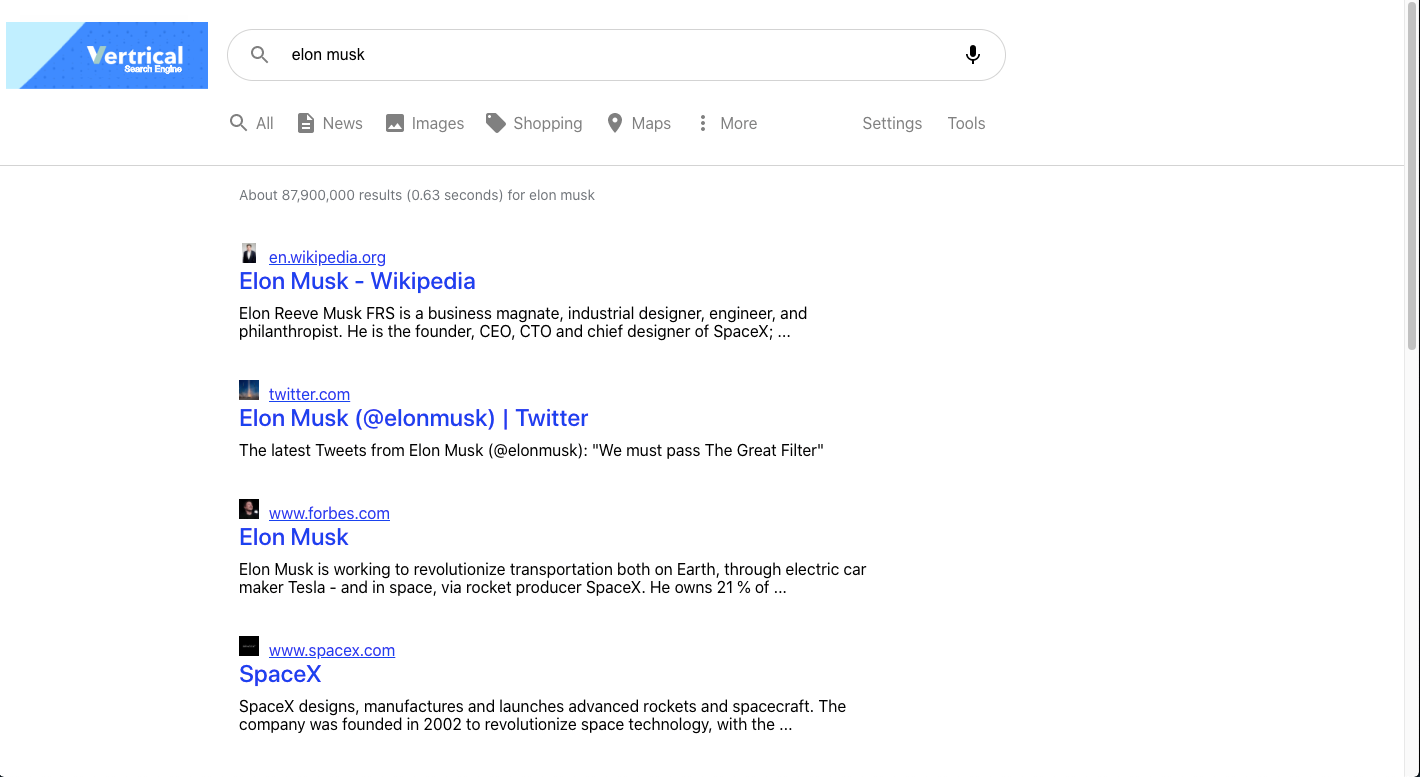 Vertrical
Search Engine
elon musk
All News Images Shopping Maps More Settings Tools
About 87,900,000 results (0.63 seconds) for elon musk
en.wikipedia.org
Elon Musk - Wikipedia
Elon Reeve Musk FRS is a business magnate, industrial designer, engineer, and
philanthropist. He is the founder, CEO, CTO and chief designer of SpaceX; ...
twitter.com
Elon Musk (@elonmusk) | Twitter
The latest Tweets from Elon Musk (@elonmusk): "We must pass The Great Filter"
www.forbes.com
Elon Musk
Elon Musk is working to revolutionize transportation both on Earth, through electric car
maker Tesla - and in space, via rocket producer SpaceX. He owns 21 % of ...
www.spacex.com
SpaceX
SpaceX designs, manufactures and launches advanced rockets and spacecraft. The
company was founded in 2002 to revolutionize space technology, with the ...